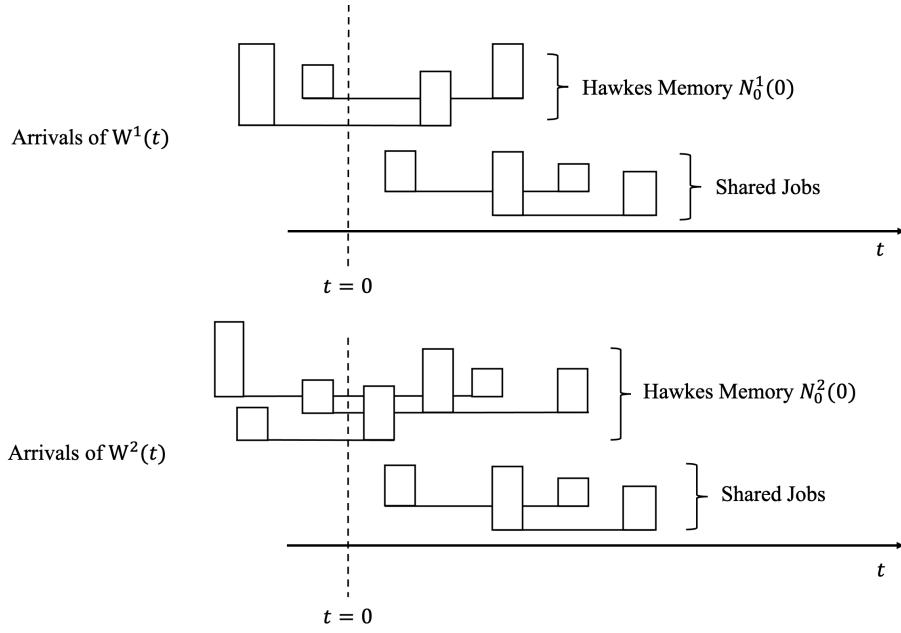 Hawkes Memory $N_0^1(0)$
Arrivals of $W^1(t)$
Shared Jobs
$t$
$t = 0$
Hawkes Memory $N_0^2(0)$
Arrivals of $W^2(t)$
Shared Jobs
$t$
$t = 0$